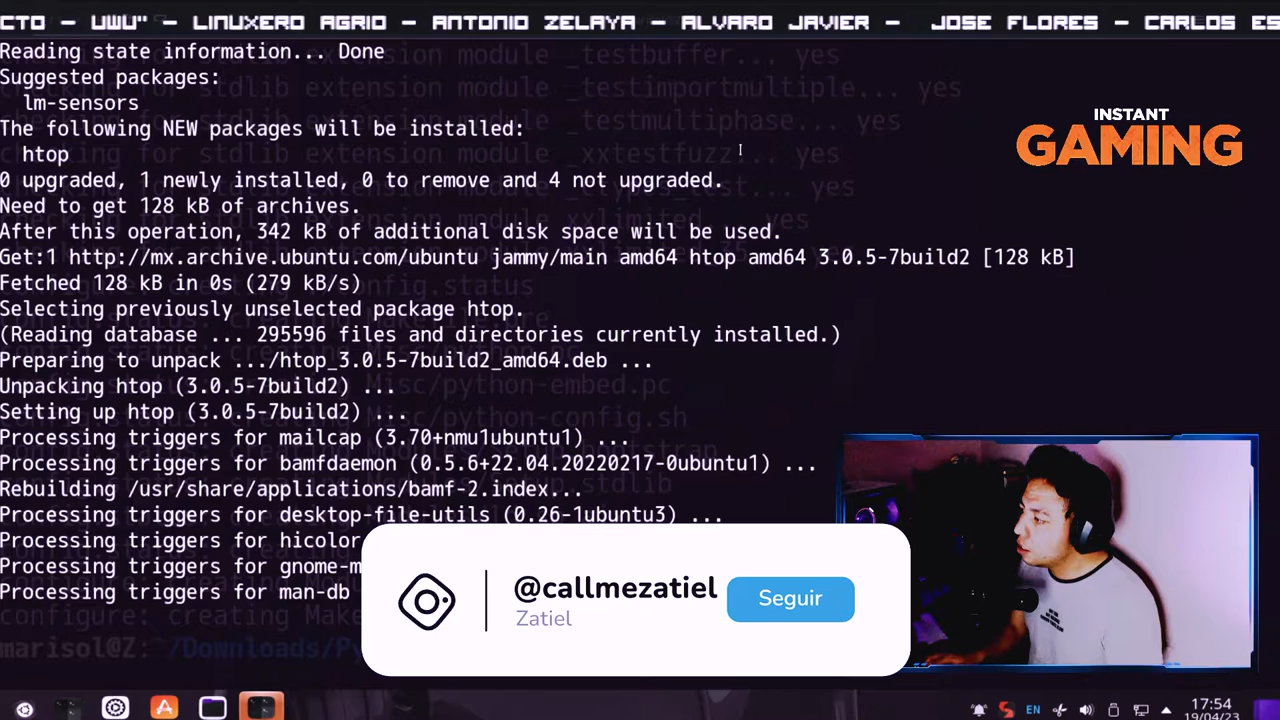 CTO - UWU" - LINUXERO AGRIO - ANTONIO ZELAYA - ALVARO JAVIER - JOSE FLORES - CARLOS ES
Reading state information... Done
Suggested packages:
lm-sensors
The following NEW packages will be installed:
htop
0 upgraded, 1 newly installed, 0 to remove and 4 not upgraded.
Need to get 128 kB of archives.
After this operation, 342 kB of additional disk space will be used.
Get:1 http://mx.archive.ubuntu.com/ubuntu jammy/main amd64 htop amd64 3.0.5-7build2 [128 kB]
Fetched 128 kB in 0s (279 kB/s)
Selecting previously unselected package htop.
(Reading database ... 295596 files and directories currently installed.)
Preparing to unpack .../htop_3.0.5-7build2_amd64.deb ...
Unpacking htop (3.0.5-7build2) ...
Setting up htop (3.0.5-7build2) ...
Processing triggers for mailcap (3.70+nmu1ubuntu1) ...
Processing triggers for bamfdaemon (0.5.6+22.04.20220217-0ubuntu1) ...
Rebuilding /usr/share/applications/bamf-2.index...
Processing triggers for desktop-file-utils (0.26-1ubuntu3) ...
Processing triggers for hicolor
Processing triggers for gnome-m
Processing triggers for man-db
marisol@Z: ~/Downloads/Py
INSTANT
GAMING
@callmezatiel
Zatiel
Seguir
EN
17:54
19/04/23